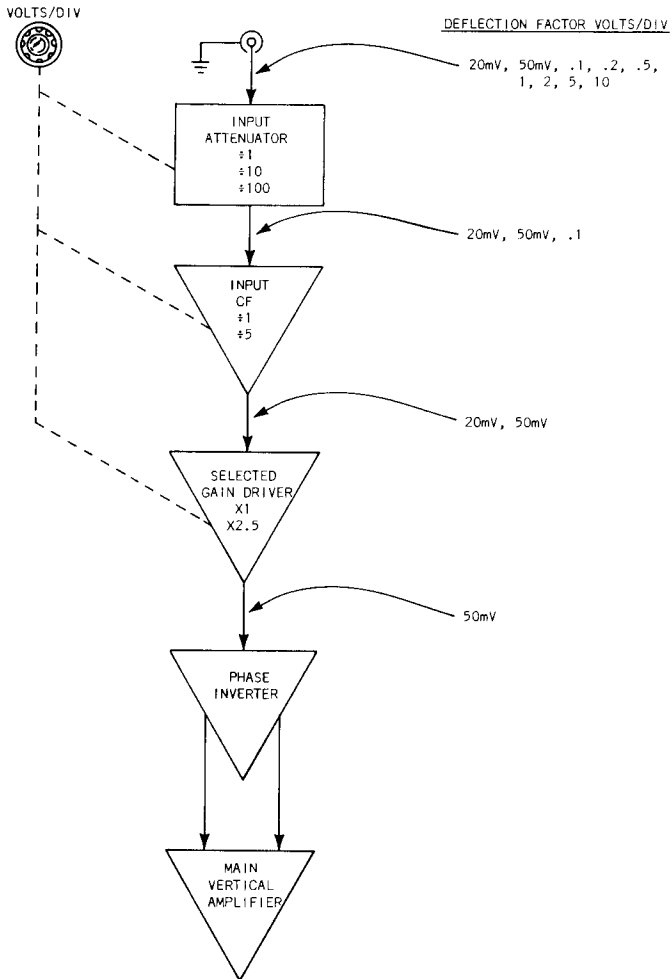 VOLTS/DIV
DEFLECTION FACTOR VOLTS/DIV
20mV, 50mV, .1, .2, .5,
1, 2, 5, 10
INPUT
ATTENUATOR
÷1
÷10
÷100
20mV, 50mV, .1
INPUT
CF
÷1
÷5
20mV, 50mV
SELECTED
GAIN DRIVER
X1
X2.5
50mV
PHASE
INVERTER
MAIN
VERTICAL
AMPLIFIER